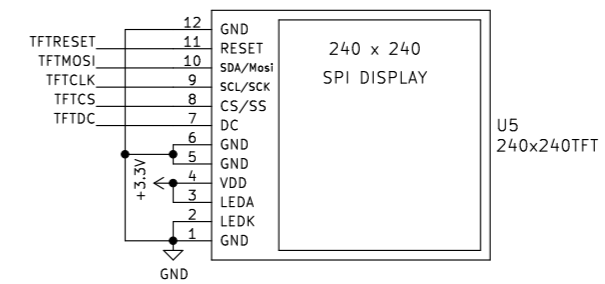 12 GND
TFTRESET 11 RESET
TFTMOSI 10 SDA/Mosi
TFTCLK 9 SCL/SCK
TFTCS 8 CS/SS
TFTDC 7 DC
6 GND
5 GND
+3.3V 4 VDD
3 LEDA
2 LEDK
1 GND
GND
240 x 240
SPI DISPLAY
U5
240x240TFT